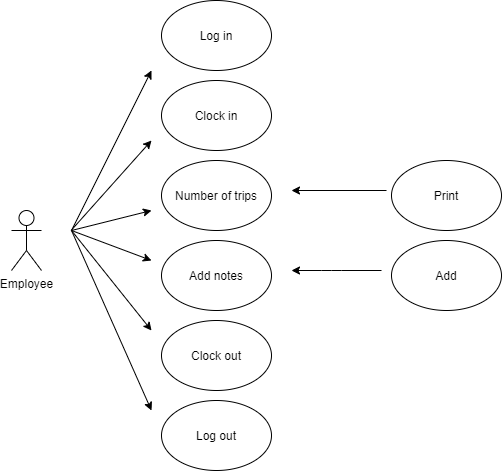 Log in
Clock in
Number of trips
Print
Employee
Add notes
Add
Clock out
Log out